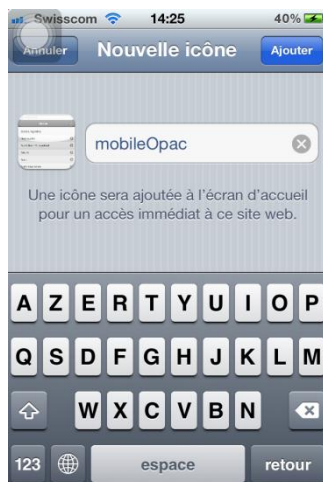 Swisscom 14:25 40%
Annuler Nouvelle icône Ajouter
mobileOpac
Une icône sera ajoutée à l'écran d'accueil
pour un accès immédiat à ce site web.
A Z E R T Y U I O P
Q S D F G H J K L M
W X C V B N
123 espace retour